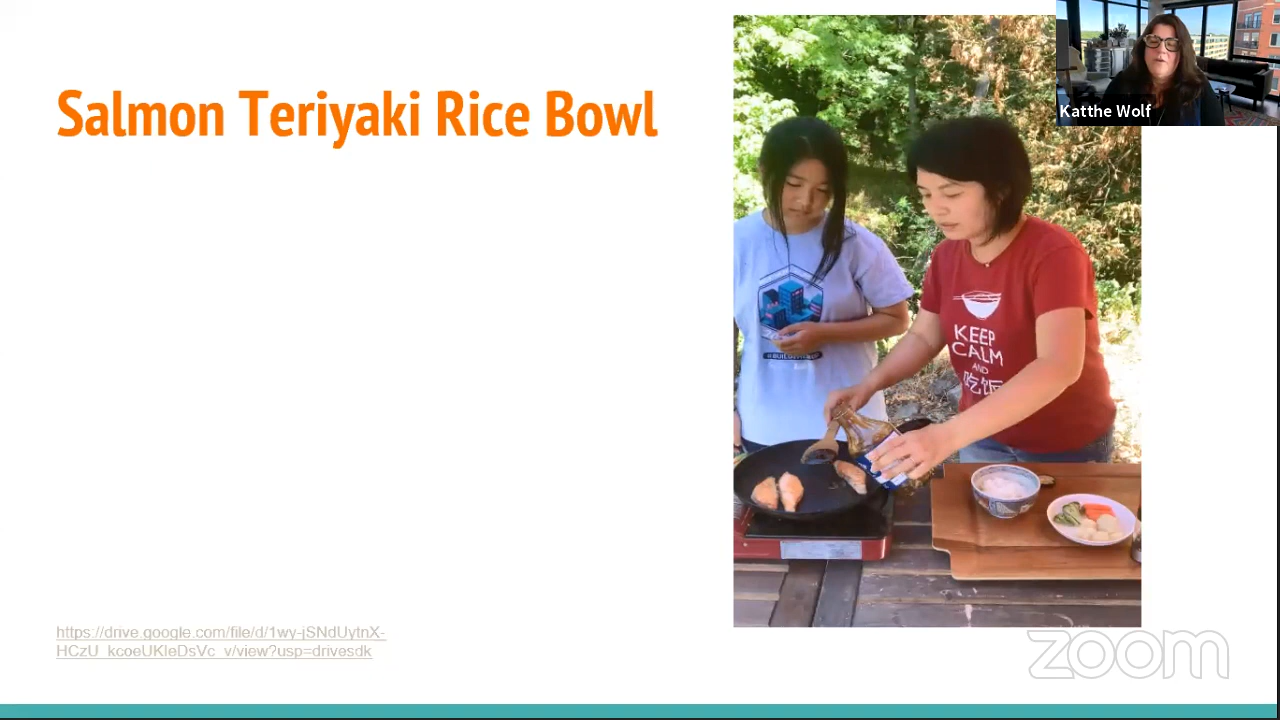 Salmon Teriyaki Rice Bowl
Katthe Wolf
KEEP
CALM
AND
吃饭
https://drive.google.com/file/d/1wy-jSNdUytnX-
HCzU_kcoeUKleDsVc_v/view?usp=drivesdk
zoom